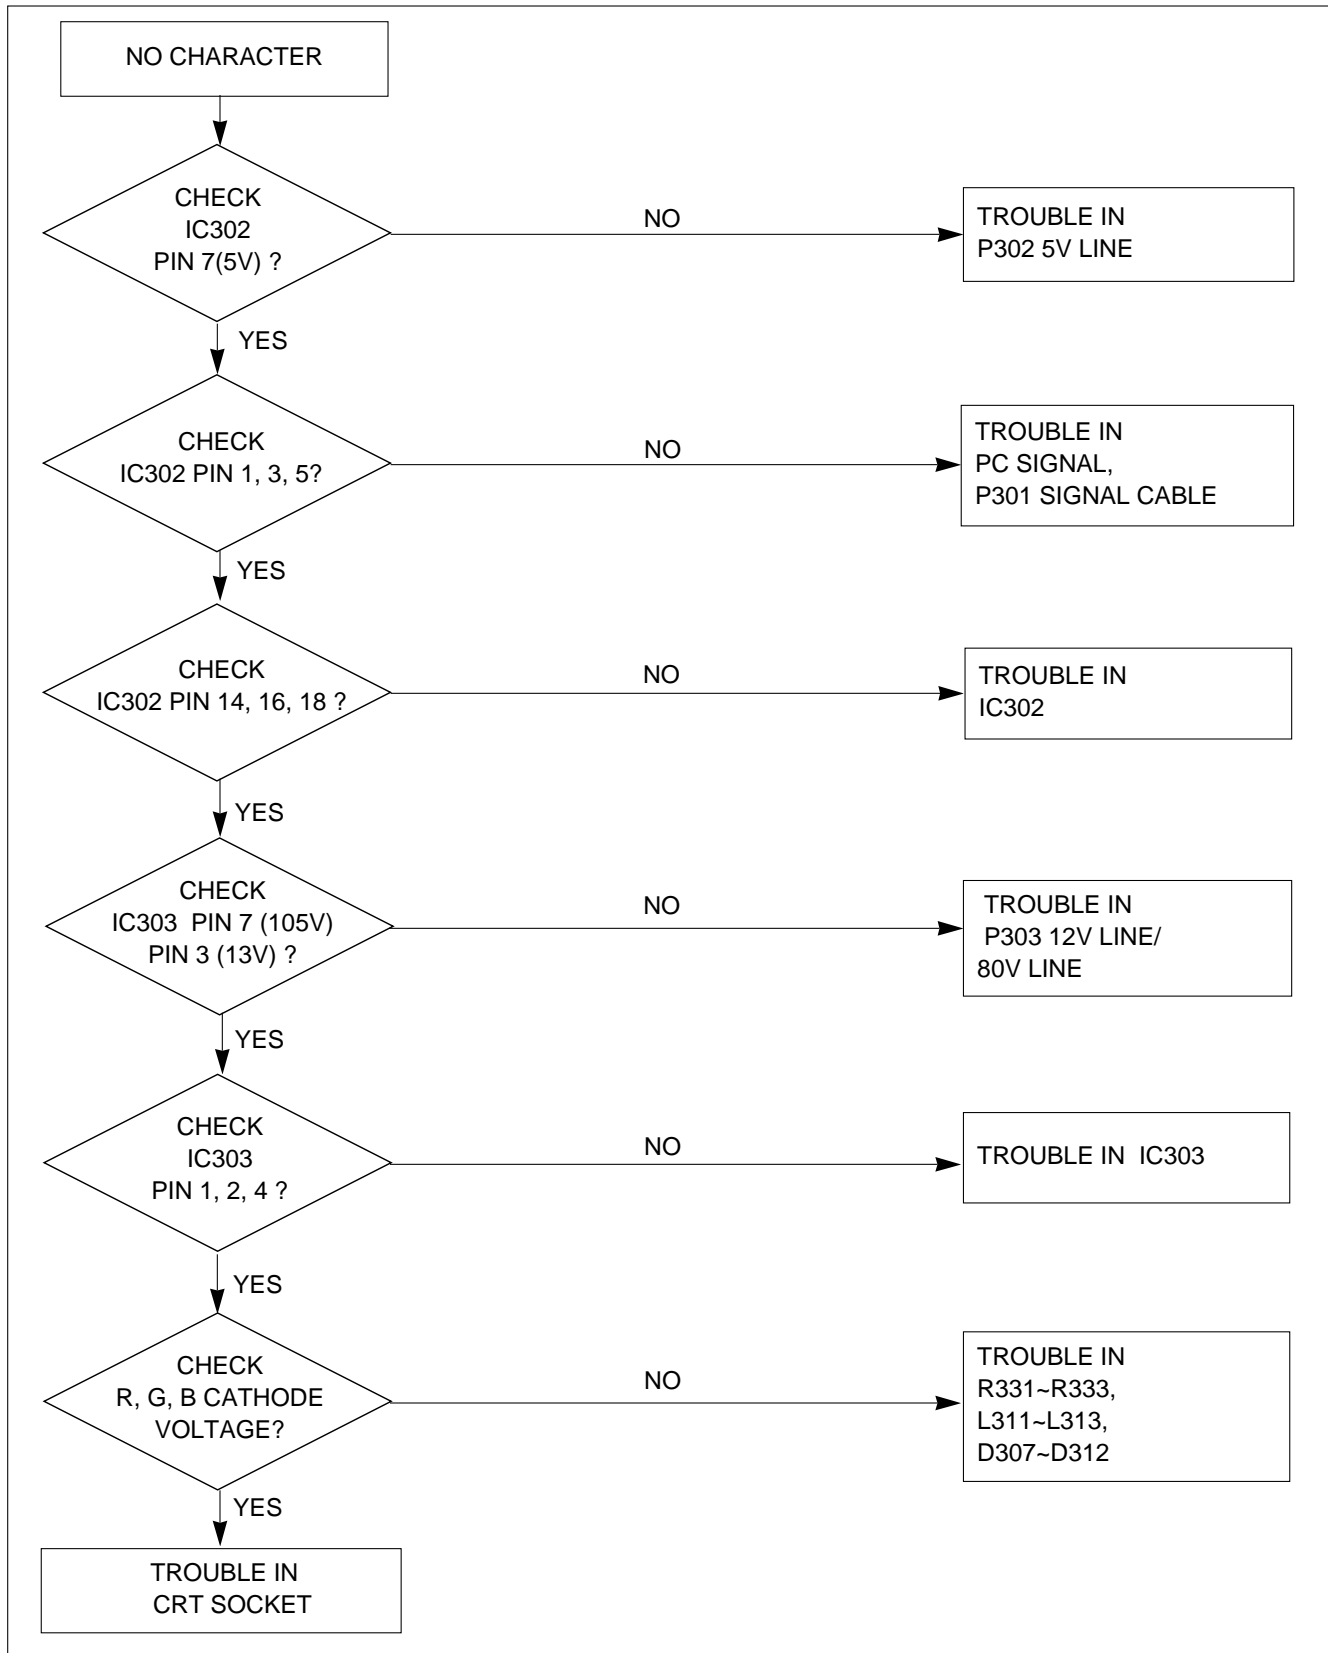 NO CHARACTER
CHECK
IC302
PIN 7(5V) ?
NO
TROUBLE IN
P302 5V LINE
YES
CHECK
IC302 PIN 1, 3, 5?
NO
TROUBLE IN
PC SIGNAL,
P301 SIGNAL CABLE
YES
CHECK
IC302 PIN 14, 16, 18 ?
NO
TROUBLE IN
IC302
YES
CHECK
IC303 PIN 7 (105V)
PIN 3 (13V) ?
NO
TROUBLE IN
P303 12V LINE/
80V LINE
YES
CHECK
IC303
PIN 1, 2, 4 ?
NO
TROUBLE IN IC303
YES
CHECK
R, G, B CATHODE
VOLTAGE?
NO
TROUBLE IN
R331~R333,
L311~L313,
D307~D312
YES
TROUBLE IN
CRT SOCKET